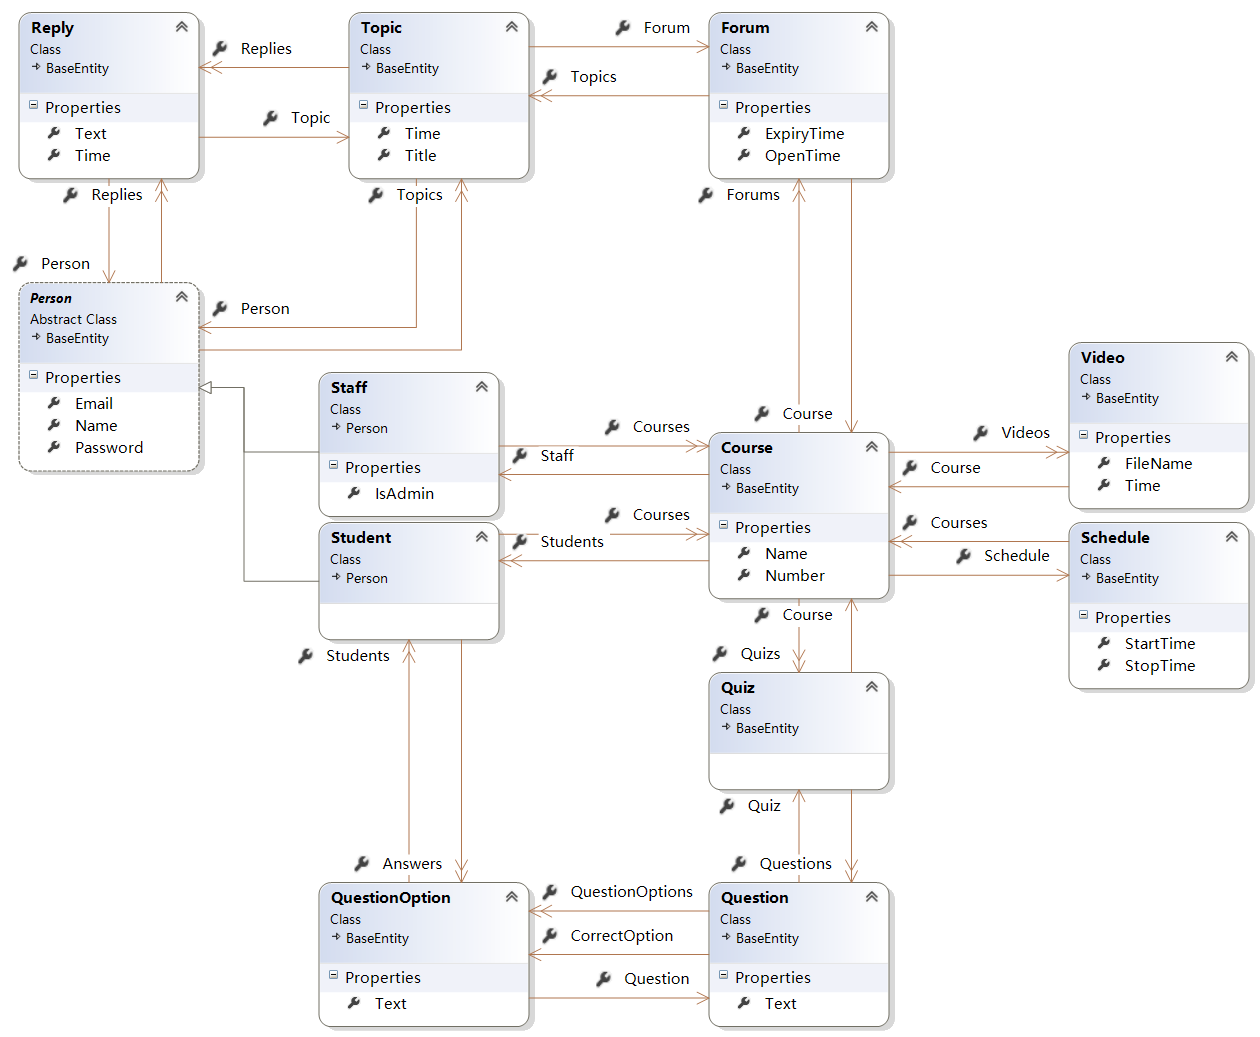 Reply
Class
BaseEntity
Properties
Text
Time
Replies
Topic
Topic
Class
BaseEntity
Properties
Time
Title
Forum
Topics
Forum
Class
BaseEntity
Properties
ExpiryTime
OpenTime
Replies
Topics
Forums
Person
Person
Person
Abstract Class
BaseEntity
Properties
Email
Name
Password
Staff
Class
Person
Properties
IsAdmin
Courses
Staff
Course
Course
Class
BaseEntity
Properties
Name
Number
Videos
Course
Video
Class
BaseEntity
Properties
FileName
Time
Student
Class
Person
Courses
Students
Courses
Schedule
Schedule
Class
BaseEntity
Properties
StartTime
StopTime
Course
Quizs
Students
Quiz
Class
BaseEntity
Quiz
Answers
Questions
QuestionOption
Class
BaseEntity
Properties
Text
QuestionOptions
CorrectOption
Question
Question
Class
BaseEntity
Properties
Text